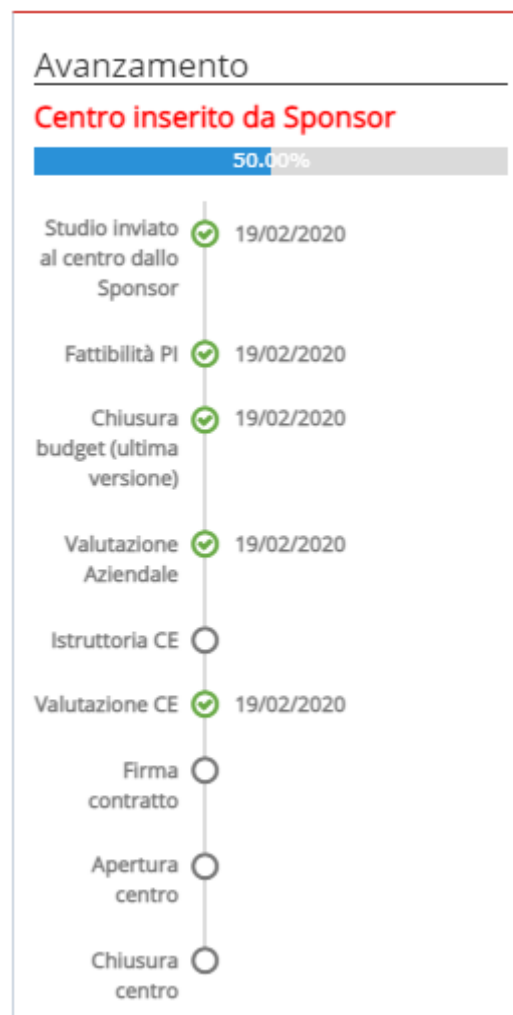 Avanzamento
Centro inserito da Sponsor
50.00%
Studio inviato 19/02/2020
al centro dallo
Sponsor
Fattibilità PI 19/02/2020
Chiusura 19/02/2020
budget (ultima
versione)
Valutazione 19/02/2020
Aziendale
Istruttoria CE
Valutazione CE 19/02/2020
Firma
contratto
Apertura
centro
Chiusura
centro